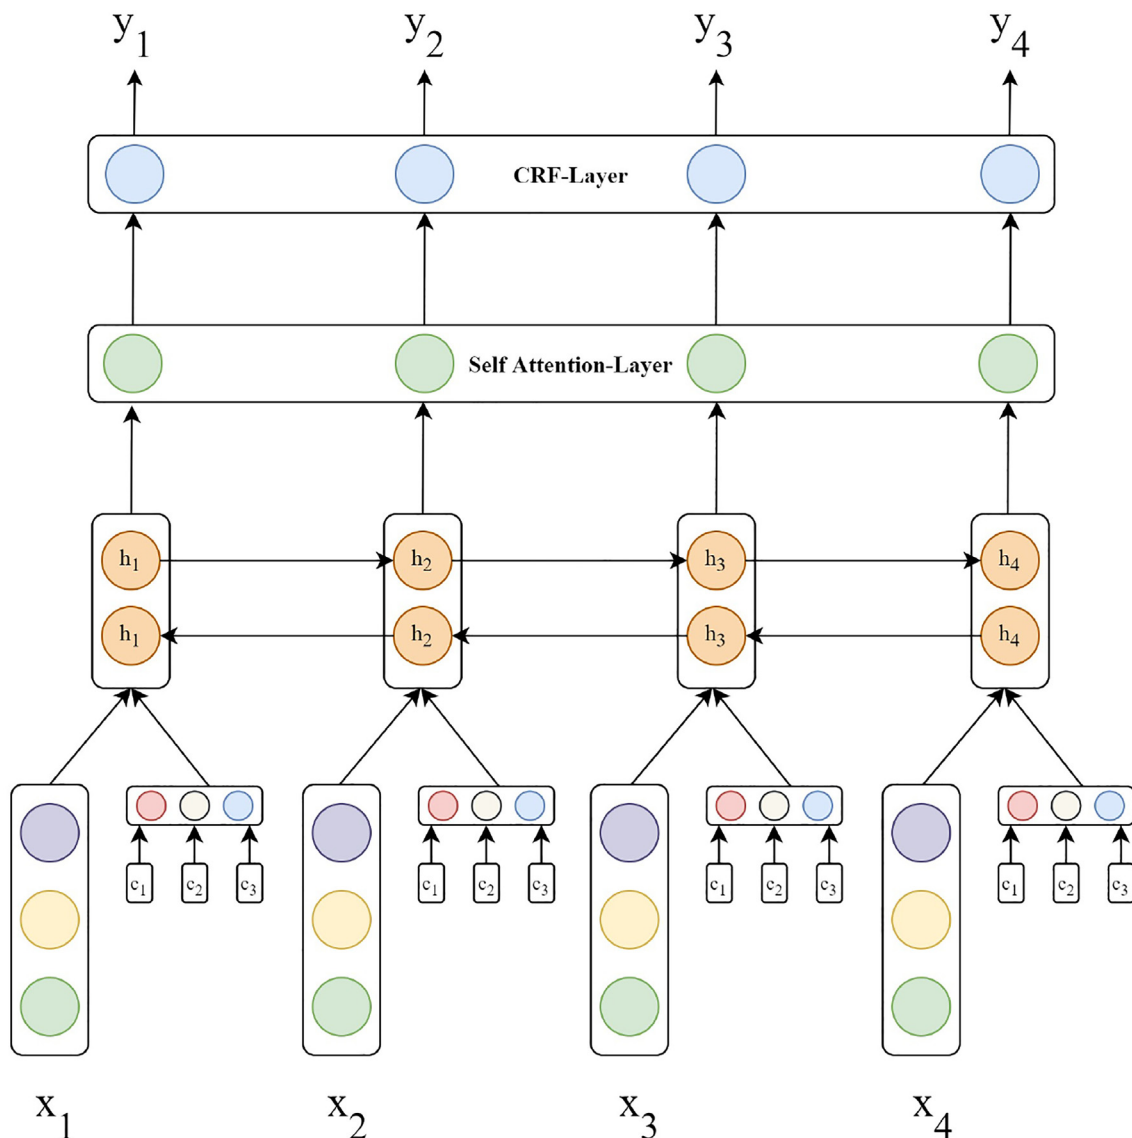 y₁ y₂ y₃ y₄
CRF-Layer
Self Attention-Layer
h₁ h₂ h₃ h₄
h₁ h₂ h₃ h₄
c₁ c₂ c₃ c₁ c₂ c₃ c₁ c₂ c₃ c₁ c₂ c₃
x₁ x₂ x₃ x₄